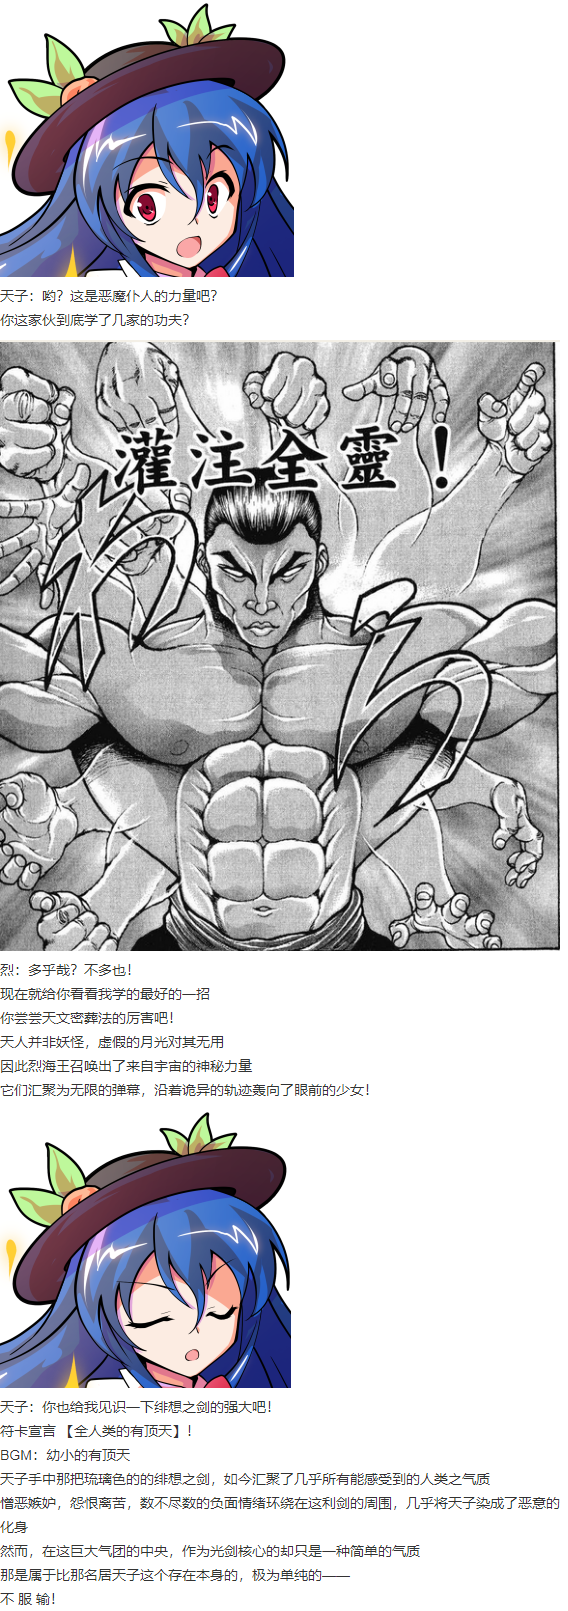 天子：哟？这是恶魔仆人的力量吧？
你这家伙到底学了几家的功夫？
灌注全靈！
烈：多乎哉？不多也！
现在就给你看看我学的最好的一招
你尝尝天文密葬法的厉害吧！
天人并非妖怪，虚假的月光对其无用
因此烈海王召唤出了来自宇宙的神秘力量
它们汇聚为无限的弹幕，沿着诡异的轨迹轰向了眼前的少女！
天子：你也给我见识一下绯想之剑的强大吧！
符卡宣言 【全人类的有顶天】！
BGM：幼小的有顶天
天子手中那把琉璃色的的绯想之剑，如今汇聚了几乎所有能感受到的人类之气质
憎恶嫉妒，怨恨离苦，数不尽数的负面情绪环绕在这利剑的周围，几乎将天子染成了恶意的
化身
然而，在这巨大气团的中央，作为光剑核心的却只是一种简单的气质
那是属于比那名居天子这个存在本身的，极为单纯的——
不 服 输！